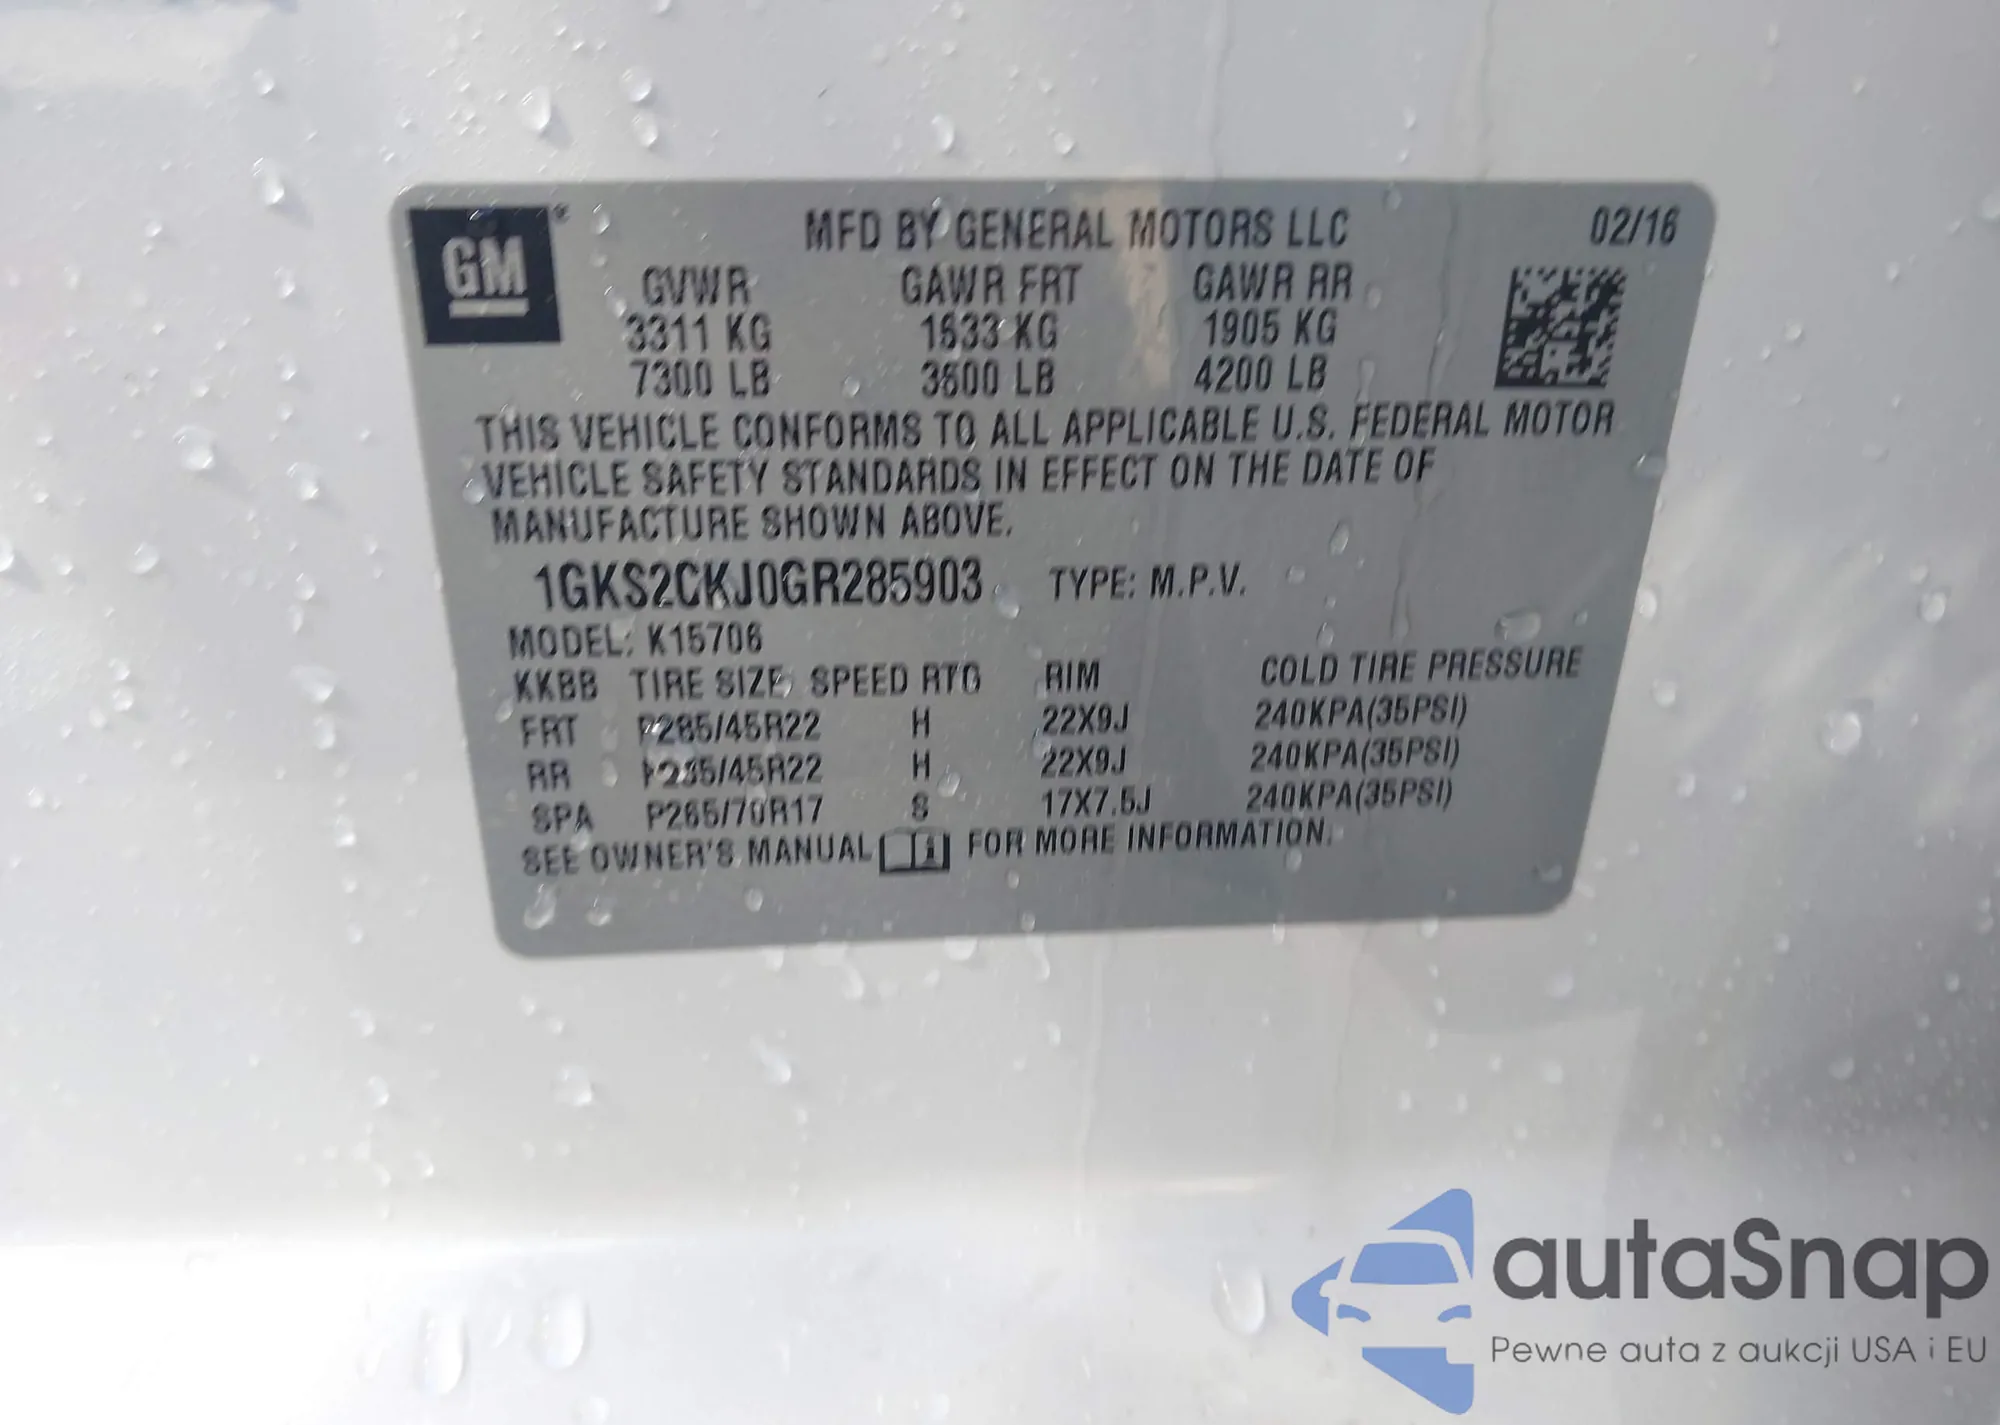 GM®
MFD BY GENERAL MOTORS LLC 02/16
GVWR GAWR FRT GAWR RR
3311 KG 1633 KG 1905 KG
7300 LB 3600 LB 4200 LB
THIS VEHICLE CONFORMS TO ALL APPLICABLE U.S. FEDERAL MOTOR
VEHICLE SAFETY STANDARDS IN EFFECT ON THE DATE OF
MANUFACTURE SHOWN ABOVE.
1GKS2CKJ0GR285903 TYPE: M.P.V.
MODEL: K15706
KKBB TIRE SIZE SPEED RTG RIM COLD TIRE PRESSURE
FRT P285/45R22 H 22X9J 240KPA(35PSI)
RR P285/45R22 H 22X9J 240KPA(35PSI)
SPA P265/70R17 S 17X7.5J 240KPA(35PSI)
SEE OWNER'S MANUAL FOR MORE INFORMATION.
autaSnap
Pewne auta z aukcji USA i EU